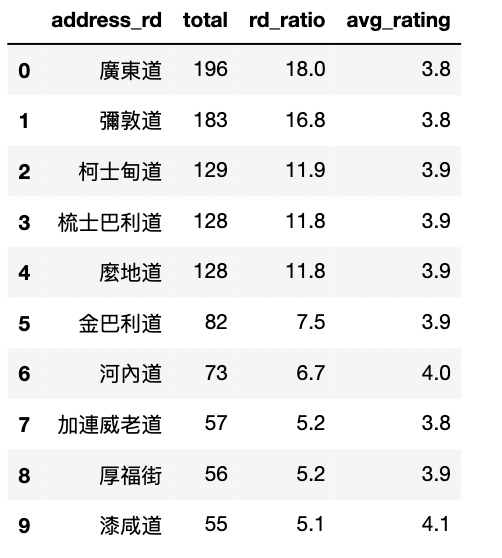 address_rd total rd_ratio avg_rating
0 廣東道 196 18.0 3.8
1 彌敦道 183 16.8 3.8
2 柯士甸道 129 11.9 3.9
3 梳士巴利道 128 11.8 3.9
4 麼地道 128 11.8 3.9
5 金巴利道 82 7.5 3.9
6 河內道 73 6.7 4.0
7 加連威老道 57 5.2 3.8
8 厚福街 56 5.2 3.9
9 漆咸道 55 5.1 4.1